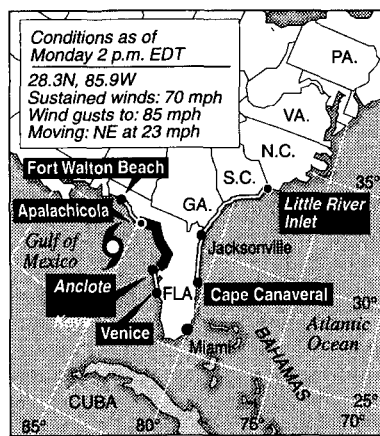 Conditions as of
Monday 2 p.m. EDT
28.3N, 85.9W
Sustained winds: 70 mph
Wind gusts to: 85 mph
Moving: NE at 23 mph
PA.
VA.
N.C.
S.C.
GA.
Fort Walton Beach
Apalachicola
35°
Little River
Inlet
Gulf of
Mexico
Jacksonville
Anclote
FLA.
Cape Canaveral
30°
Venice
Miami
Atlantic
Ocean
BAHAMAS
CUBA
25°
85°
80°
75°
70°